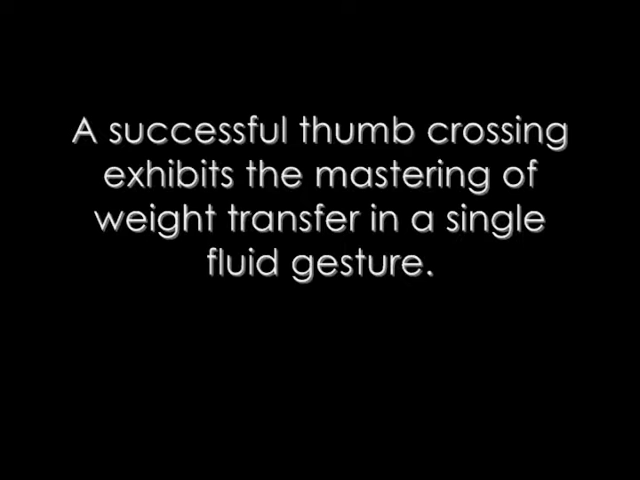 A successful thumb crossing
exhibits the mastering of
weight transfer in a single
fluid gesture.